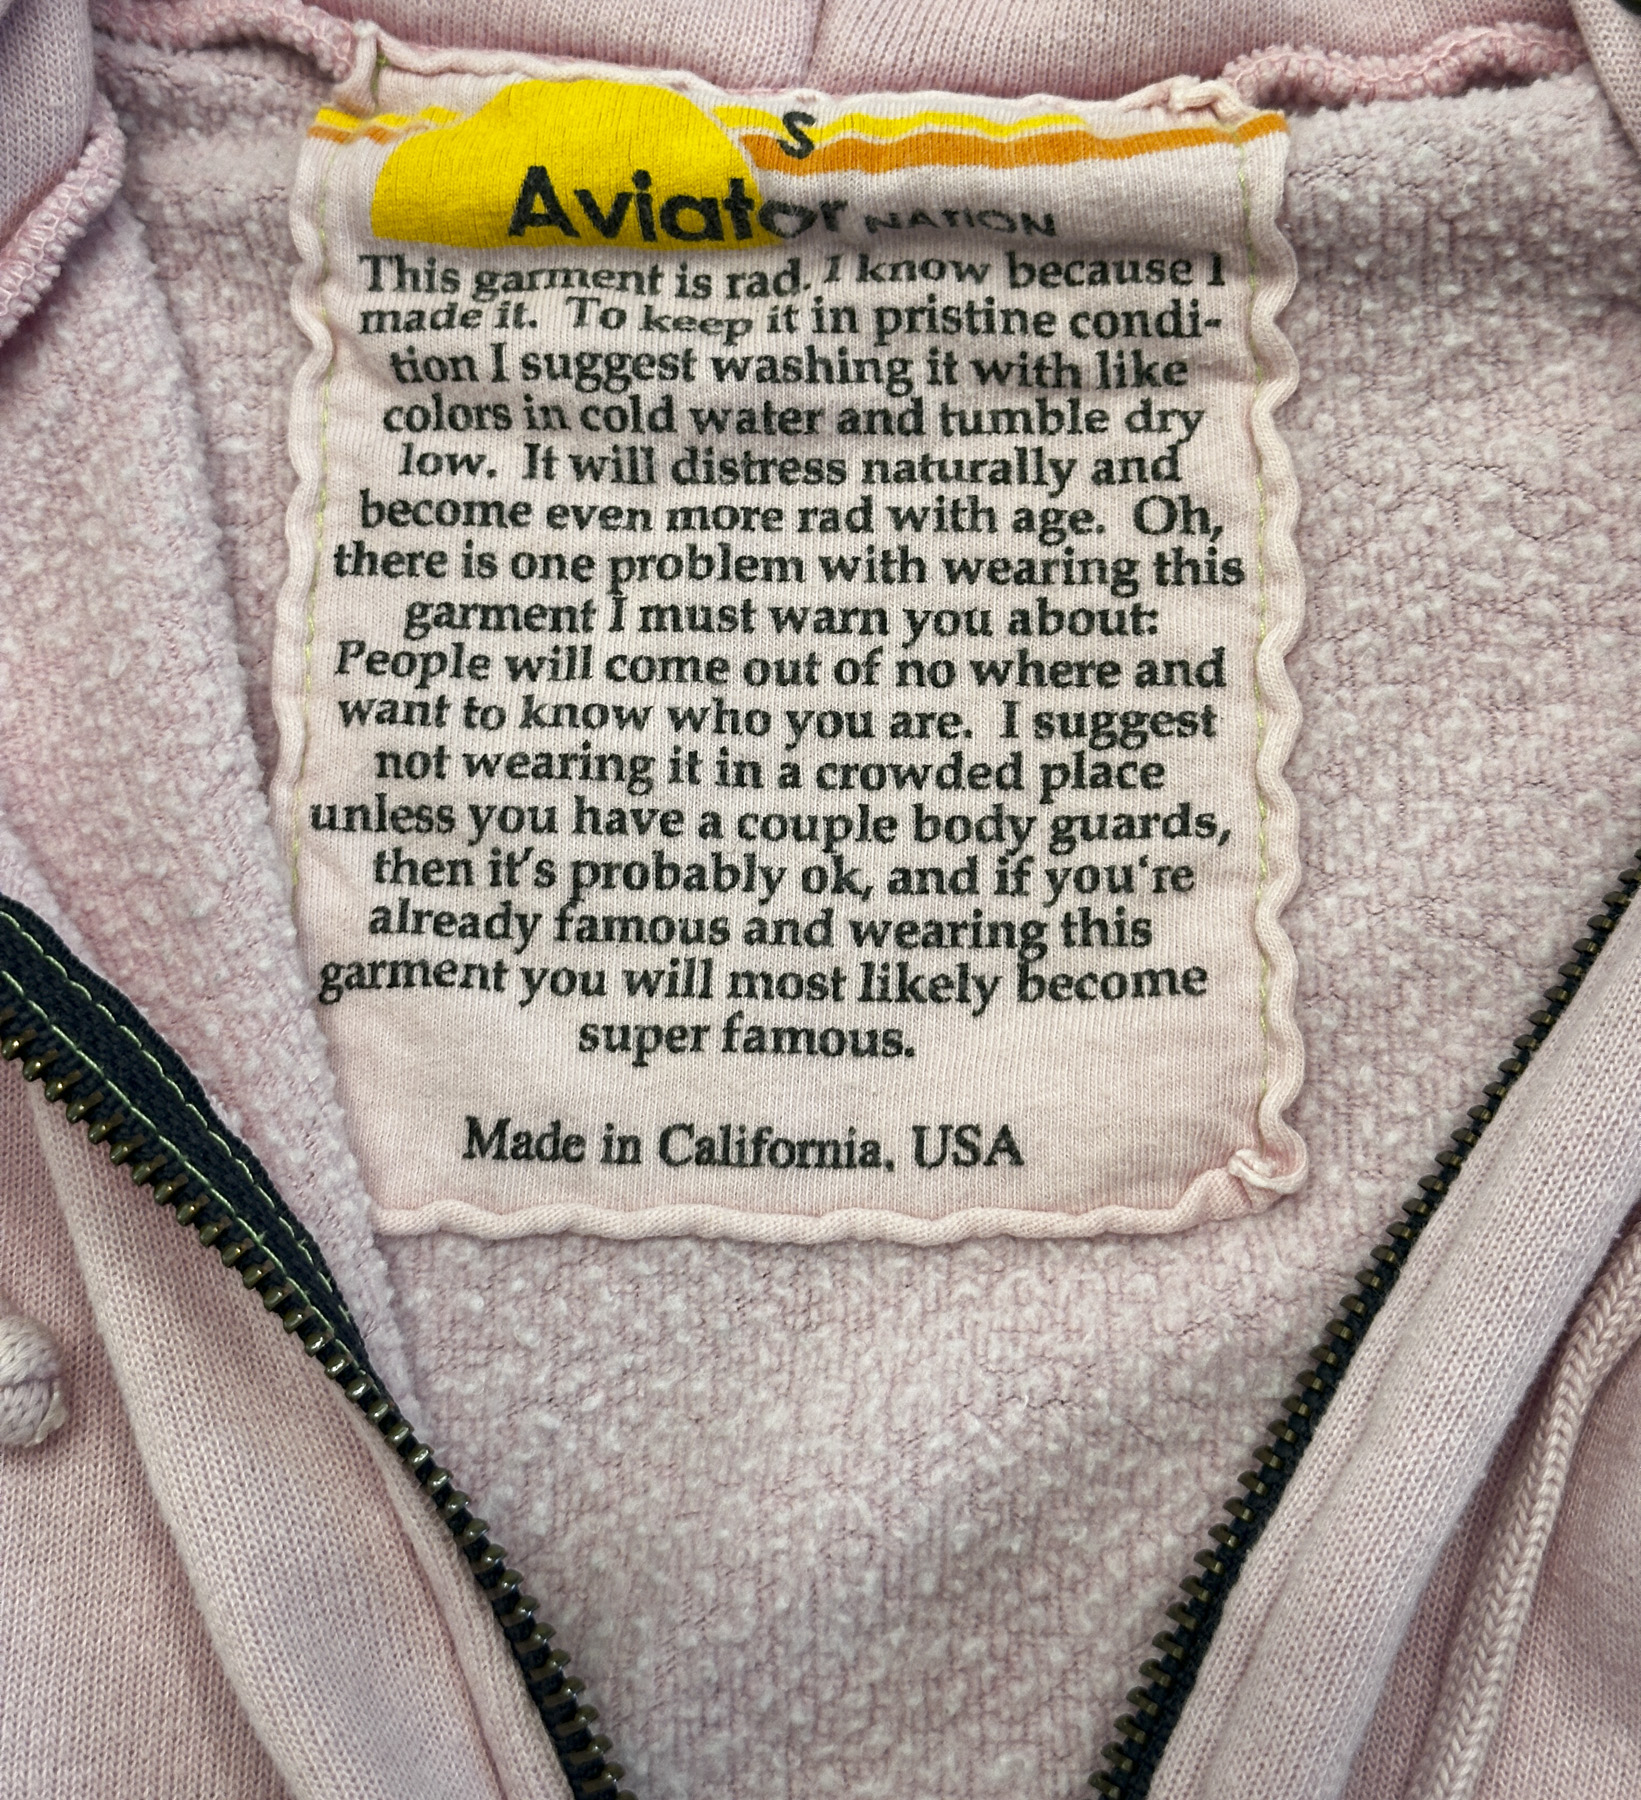 S
Aviator NATION
This garment is rad. I know because I
made it. To keep it in pristine condi-
tion I suggest washing it with like
colors in cold water and tumble dry
low. It will distress naturally and
become even more rad with age. Oh,
there is one problem with wearing this
garment I must warn you about:
People will come out of no where and
want to know who you are. I suggest
not wearing it in a crowded place
unless you have a couple body guards,
then it's probably ok, and if you're
already famous and wearing this
garment you will most likely become
super famous.
Made in California, USA